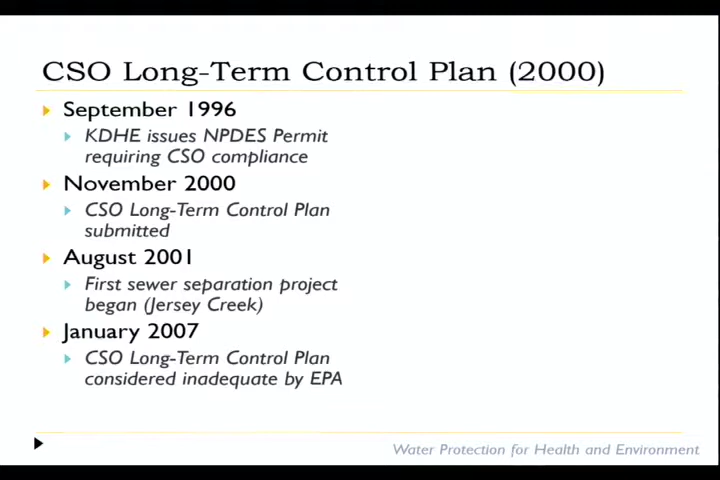 CSO Long-Term Control Plan (2000)
September 1996
KDHE issues NPDES Permit
requiring CSO compliance
November 2000
CSO Long-Term Control Plan
submitted
August 2001
First sewer separation project
began (Jersey Creek)
January 2007
CSO Long-Term Control Plan
considered inadequate by EPA
Water Protection for Health and Environment